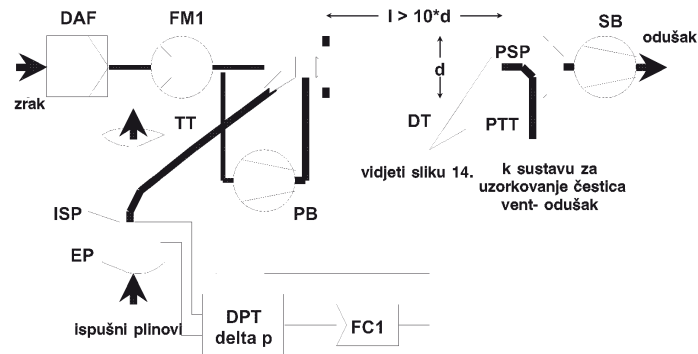 DAF
FM1
l > 10*d
SB
odušak
PSP
d
zrak
TT
DT
PTT
vidjeti sliku 14.
k sustavu za
uzorkovanje čestica
vent- odušak
ISP
PB
EP
ispušni plinovi
DPT
delta p
FC1